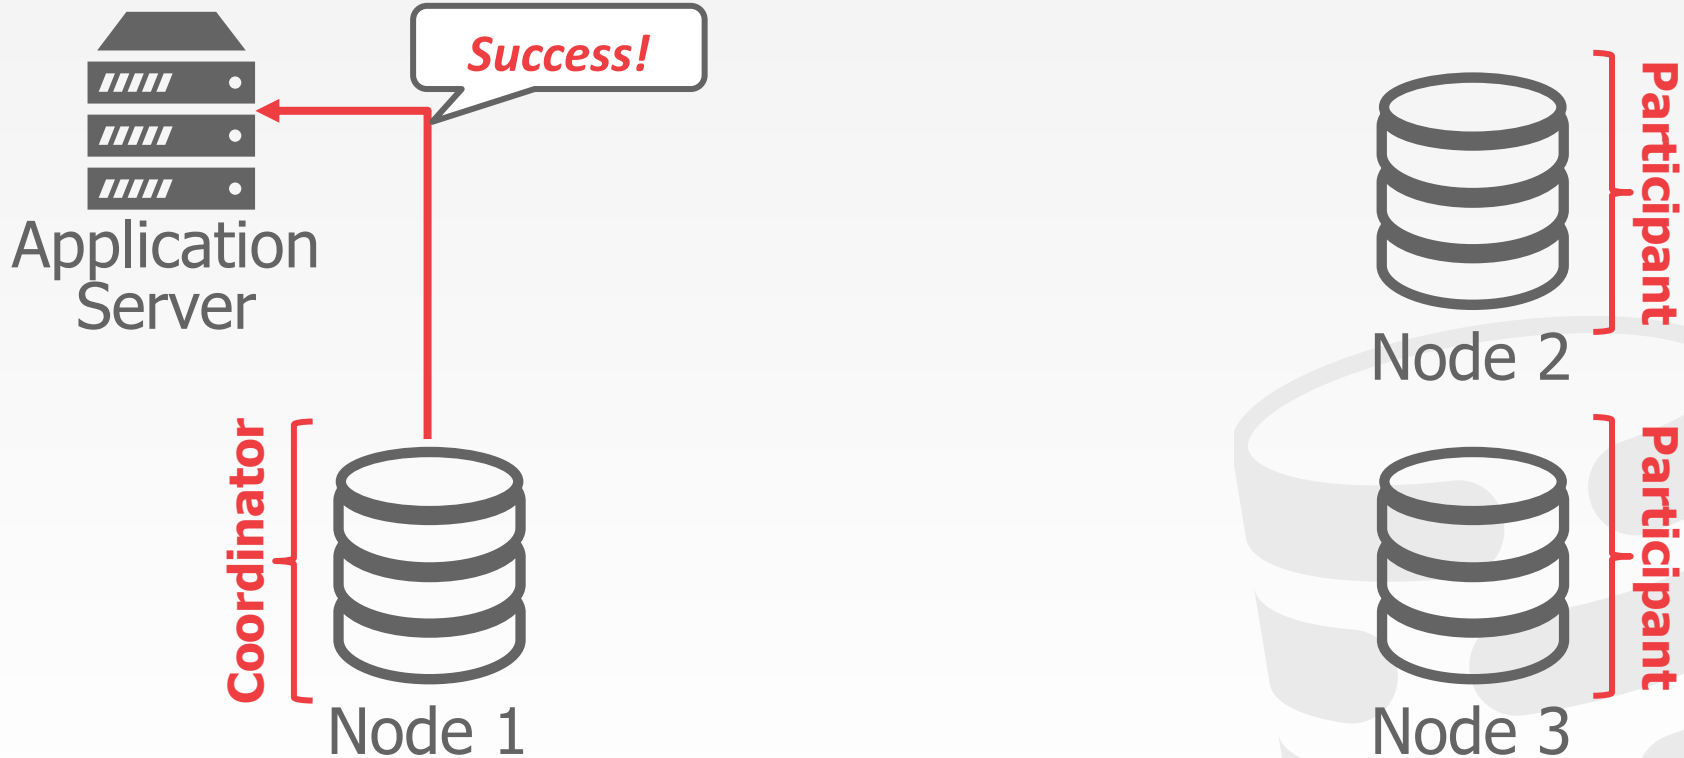 Success!
Application
Server
Participant
Node 2
Coordinator
Node 1
Participant
Node 3